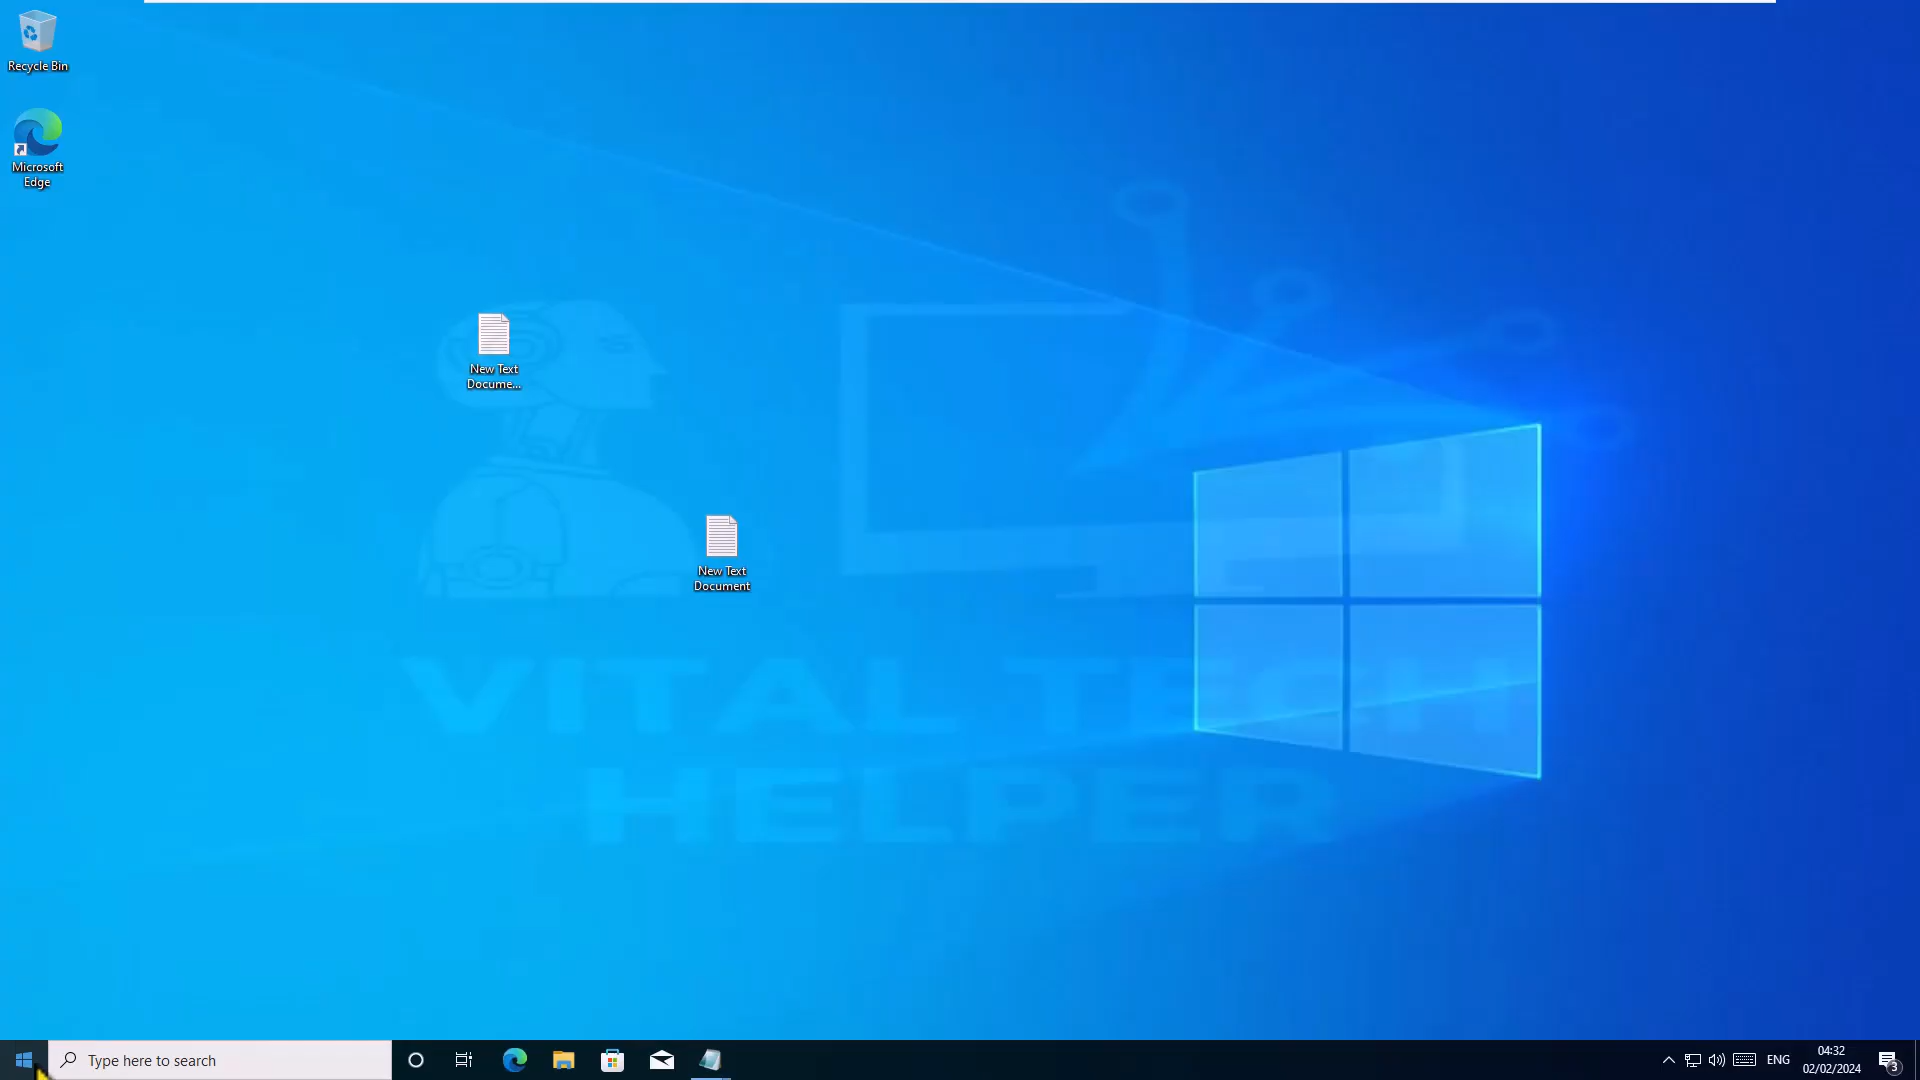 Recycle Bin
Microsoft
Edge
New Text
Docume...
New Text
Document
VITAL TECH
HELPER
Type here to search
ENG
04:32
02/02/2024
3